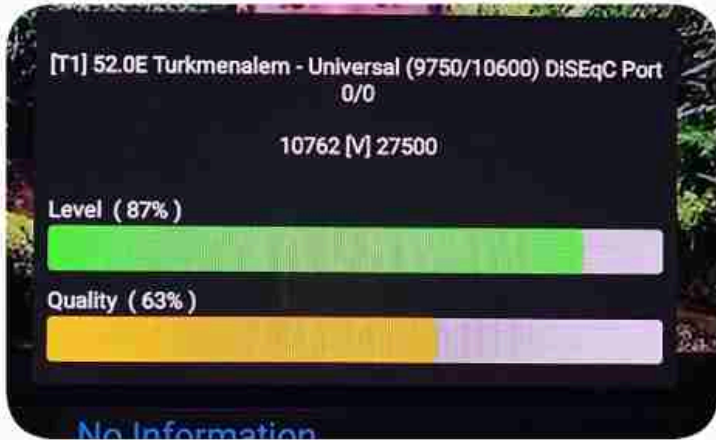 [T1] 52.0E Turkmenalem - Universal (9750/10600) DiSEqC Port
0/0
10762 [V] 27500
Level ( 87% )
Quality ( 63% )
No Information